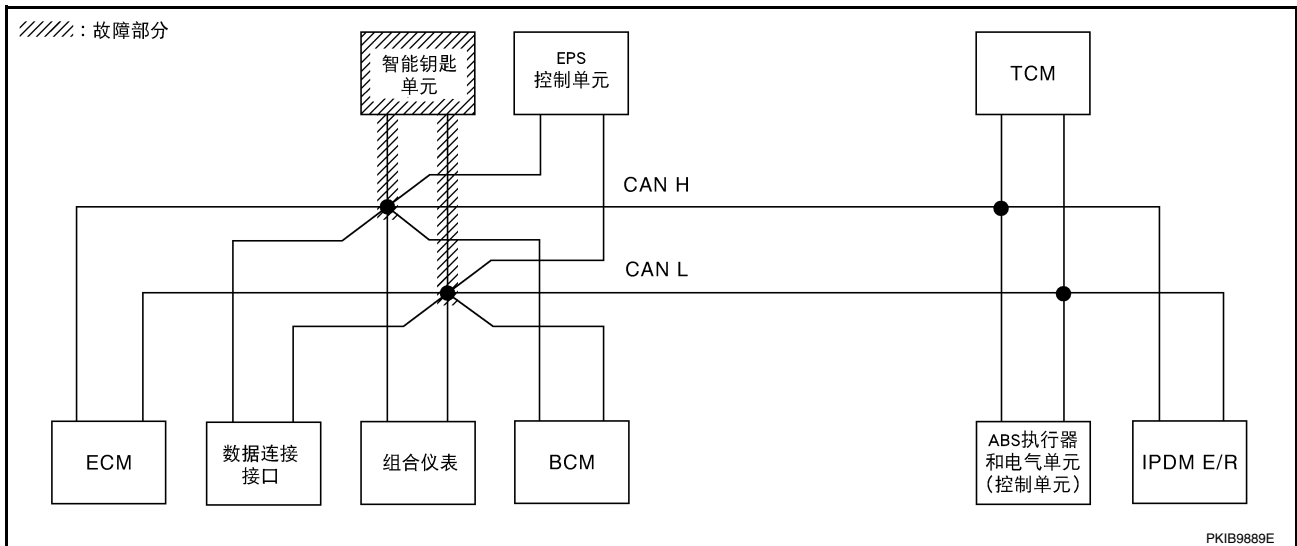 ：故障部分
智能钥匙
单元
EPS
控制单元
TCM
CAN H
CAN L
ECM
数据连接
接口
组合仪表
BCM
ABS执行器
和电气单元
（控制单元）
IPDM E/R
PKIB9889E